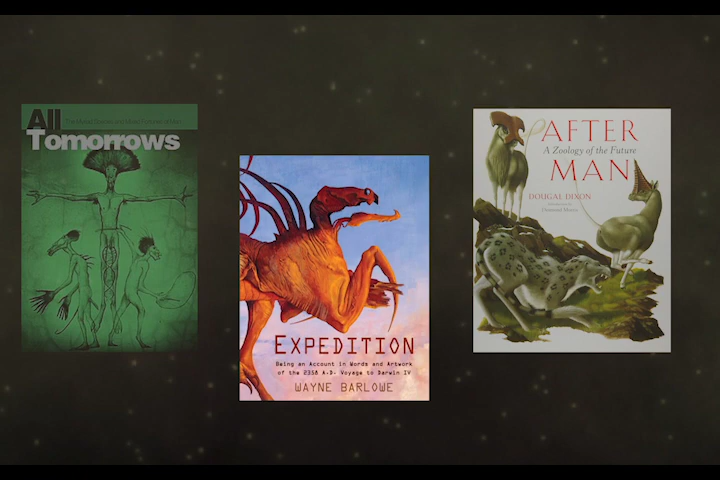 All
Tomorrows
EXPEDITION
Being an Account in Words and Artwork
of the 2358 A.D. Voyage to Darwin IV
WAYNE BARLOWE
AFTER
A Zoology of the Future
MAN
DOUGAL DIXON